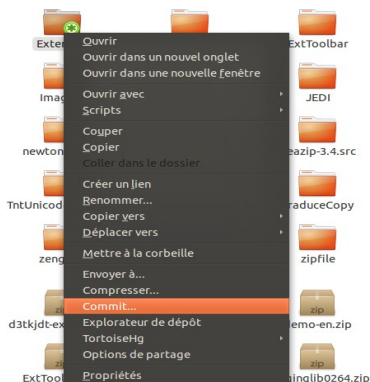 Exter
ExtToolbar
Imag
JEDI
newton
eazip-3.4.src
TntUnicod
raduceCopy
zeng
zipfile
d3tkjdt-ex
emo-en.zip
ExtTool
inglib0264.zip
Ouvrir
Ouvrir dans un nouvel onglet
Ouvrir dans une nouvelle fenêtre
Ouvrir avec
Scripts
Couper
Copier
Coller dans le dossier
Créer un lien
Renommer...
Copier vers
Déplacer vers
Mettre à la corbeille
Envoyer à...
Compresser...
Commit...
Explorateur de dépôt
TortoiseHg
Options de partage
Propriétés
zip
zip
zip
zip